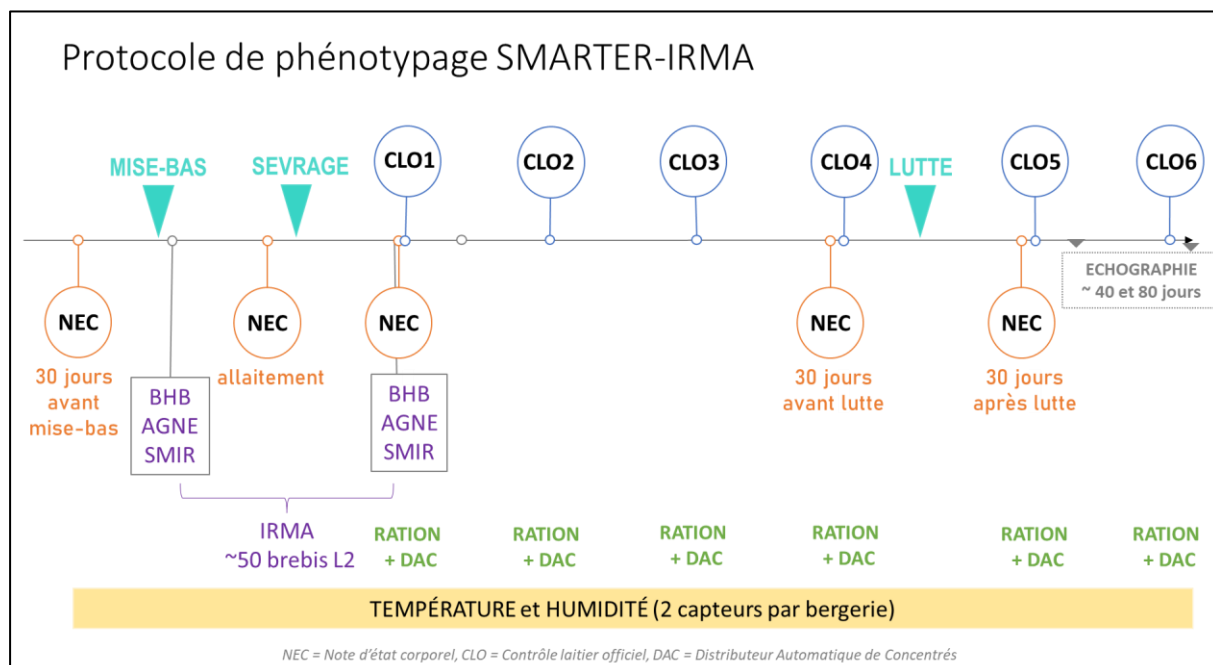 Protocole de phénotypage SMARTER-IRMA
MISE-BAS
SEVRAGE
CLO1
CLO2
CLO3
CLO4
LUTTE
CLO5
CLO6
ECHOGRAPHIE
~ 40 et 80 jours
NEC
30 jours
avant
mise-bas
BHB
AGNE
SMIR
NEC
allaitement
NEC
BHB
AGNE
SMIR
NEC
30 jours
avant lutte
NEC
30 jours
après lutte
IRMA
~50 brebis L2
RATION
+ DAC
RATION
+ DAC
RATION
+ DAC
RATION
+ DAC
RATION
+ DAC
RATION
+ DAC
TEMPÉRATURE et HUMIDITÉ (2 capteurs par bergerie)
NEC = Note d'état corporel, CLO = Contrôle laitier officiel, DAC = Distributeur Automatique de Concentrés